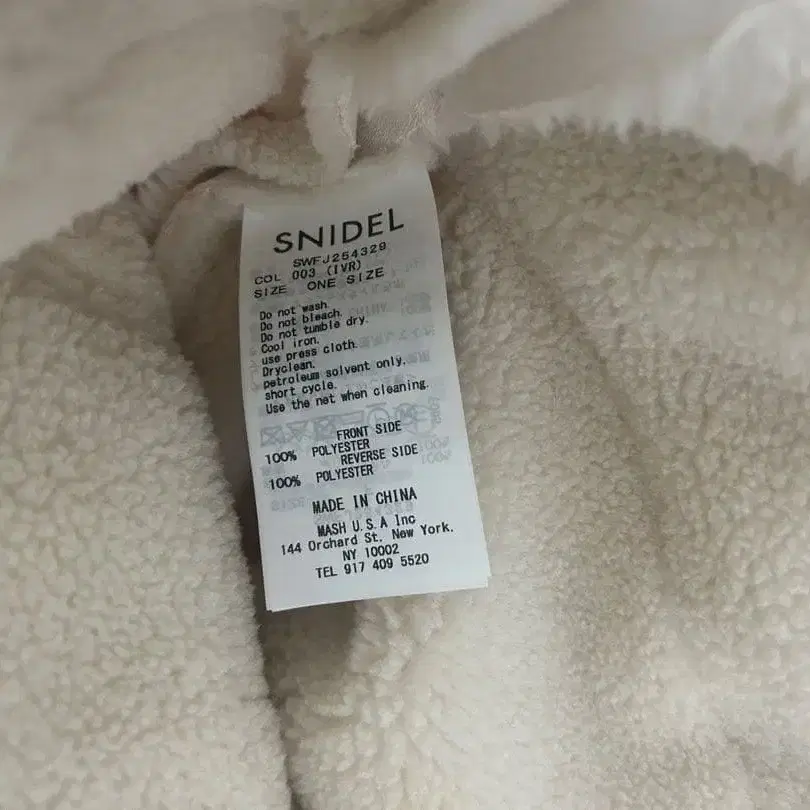 SNIDEL
SWFJ254329
COL 003 (IVR)
SIZE ONE SIZE
Do not wash.
Do not bleach.
Do not tumble dry.
Cool iron.
use press cloth.
Dryclean.
petroleum solvent only.
short cycle.
Use the net when cleaning.
FRONT SIDE
100% POLYESTER
REVERSE SIDE
100% POLYESTER
MADE IN CHINA
MASH U.S.A Inc
144 Orchard St. New York.
NY 10002
TEL 917 409 5520